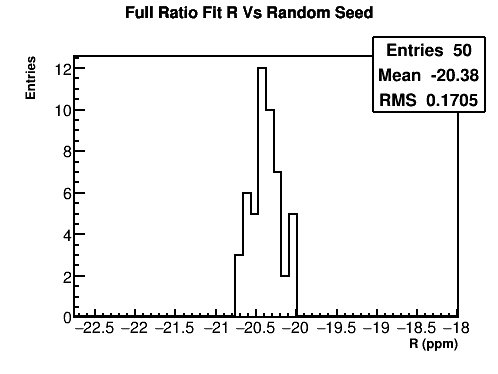 Full Ratio Fit R Vs Random Seed
Entries 50
Mean -20.38
RMS 0.1705
Entries
12
10
8
6
4
2
0
−22.5 −22 −21.5 −21 −20.5 −20 −19.5 −19 −18.5 −18
R (ppm)